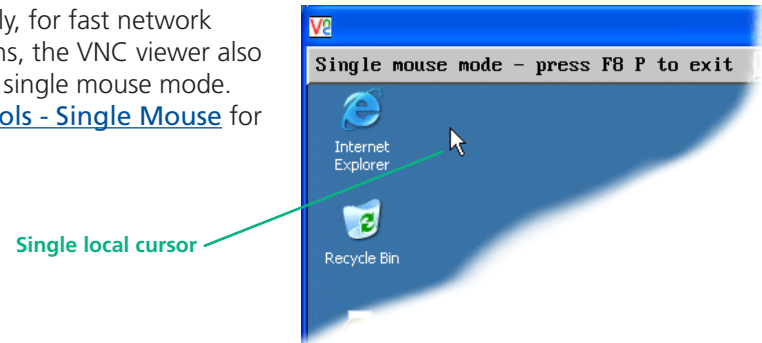 ly, for fast network
ns, the VNC viewer also
single mouse mode.
ols - Single Mouse for
Single local cursor
V2
Single mouse mode - press F8 P to exit
Internet
Explorer
Recycle Bin